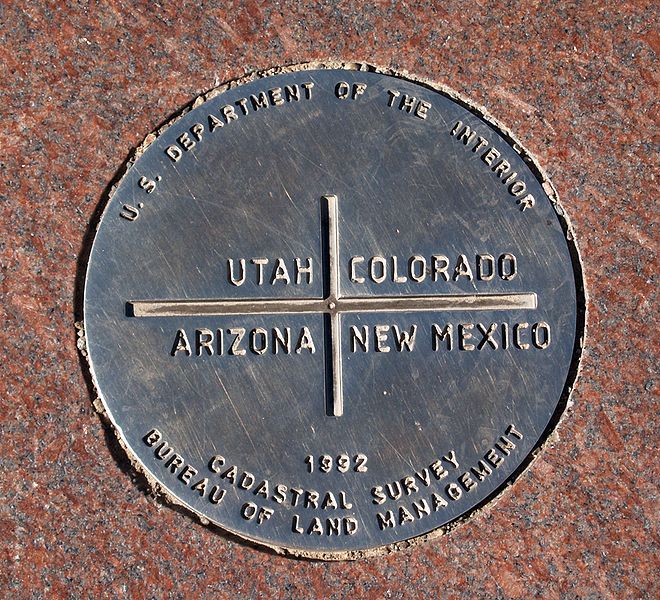 U. S. DEPARTMENT OF THE INTERIOR
UTAH COLORADO
ARIZONA NEW MEXICO
1992
CADASTRAL SURVEY
BUREAU OF LAND MANAGEMENT